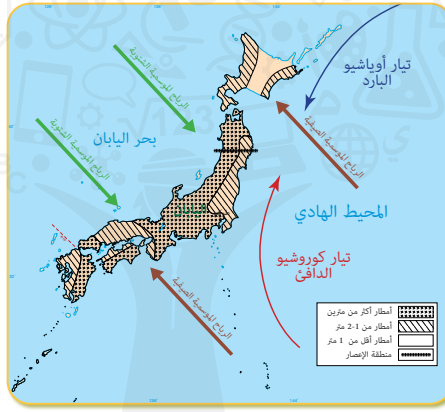 تيار أوياشيو
البارد
الرياح الموسمية الشتوية
الرياح الموسمية الشتوية
بحر اليابان
الرياح الموسمية الصيفية
المحيط الهادي
اليابان
تيار كوروشيو
الدافئ
الرياح الموسمية الصيفية
أمطار أكثر من مترين
أمطار من 1-2 متر
أمطار أقل من 1 متر
منطقة الإعصار